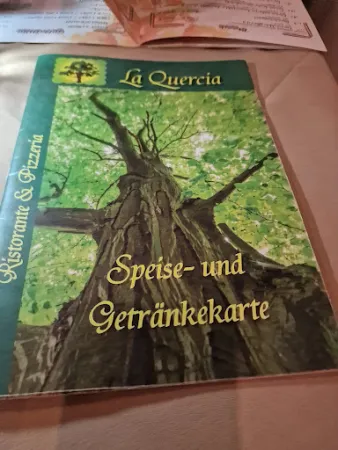 La Quercia
Ristorante & Pizzeria
Speise- und
Getränkekarte